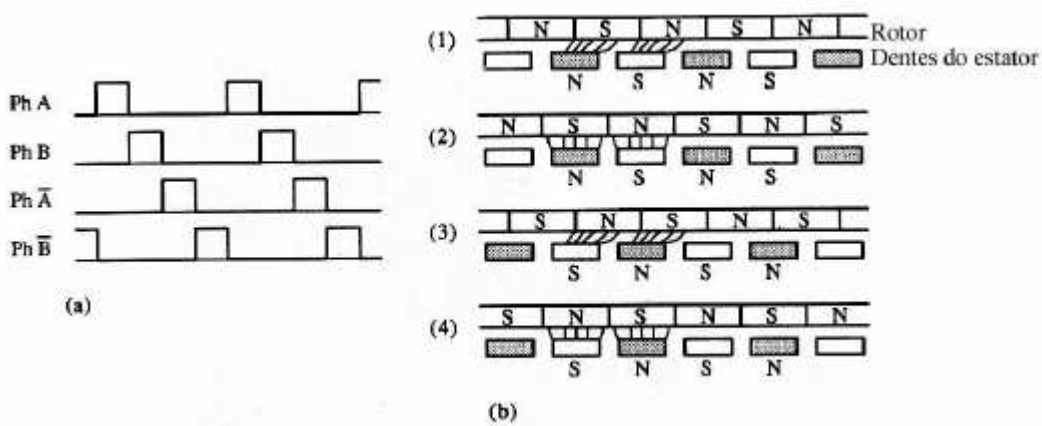 Ph A
Ph B
Ph A̅
Ph B̅
(a)
(1)
N S N S N
Rotor
Dentes do estator
N S N S
(2)
N S N S N S
N S N S
(3)
S N S N S
S N S N
(4)
S N S N S N
S N S N
(b)